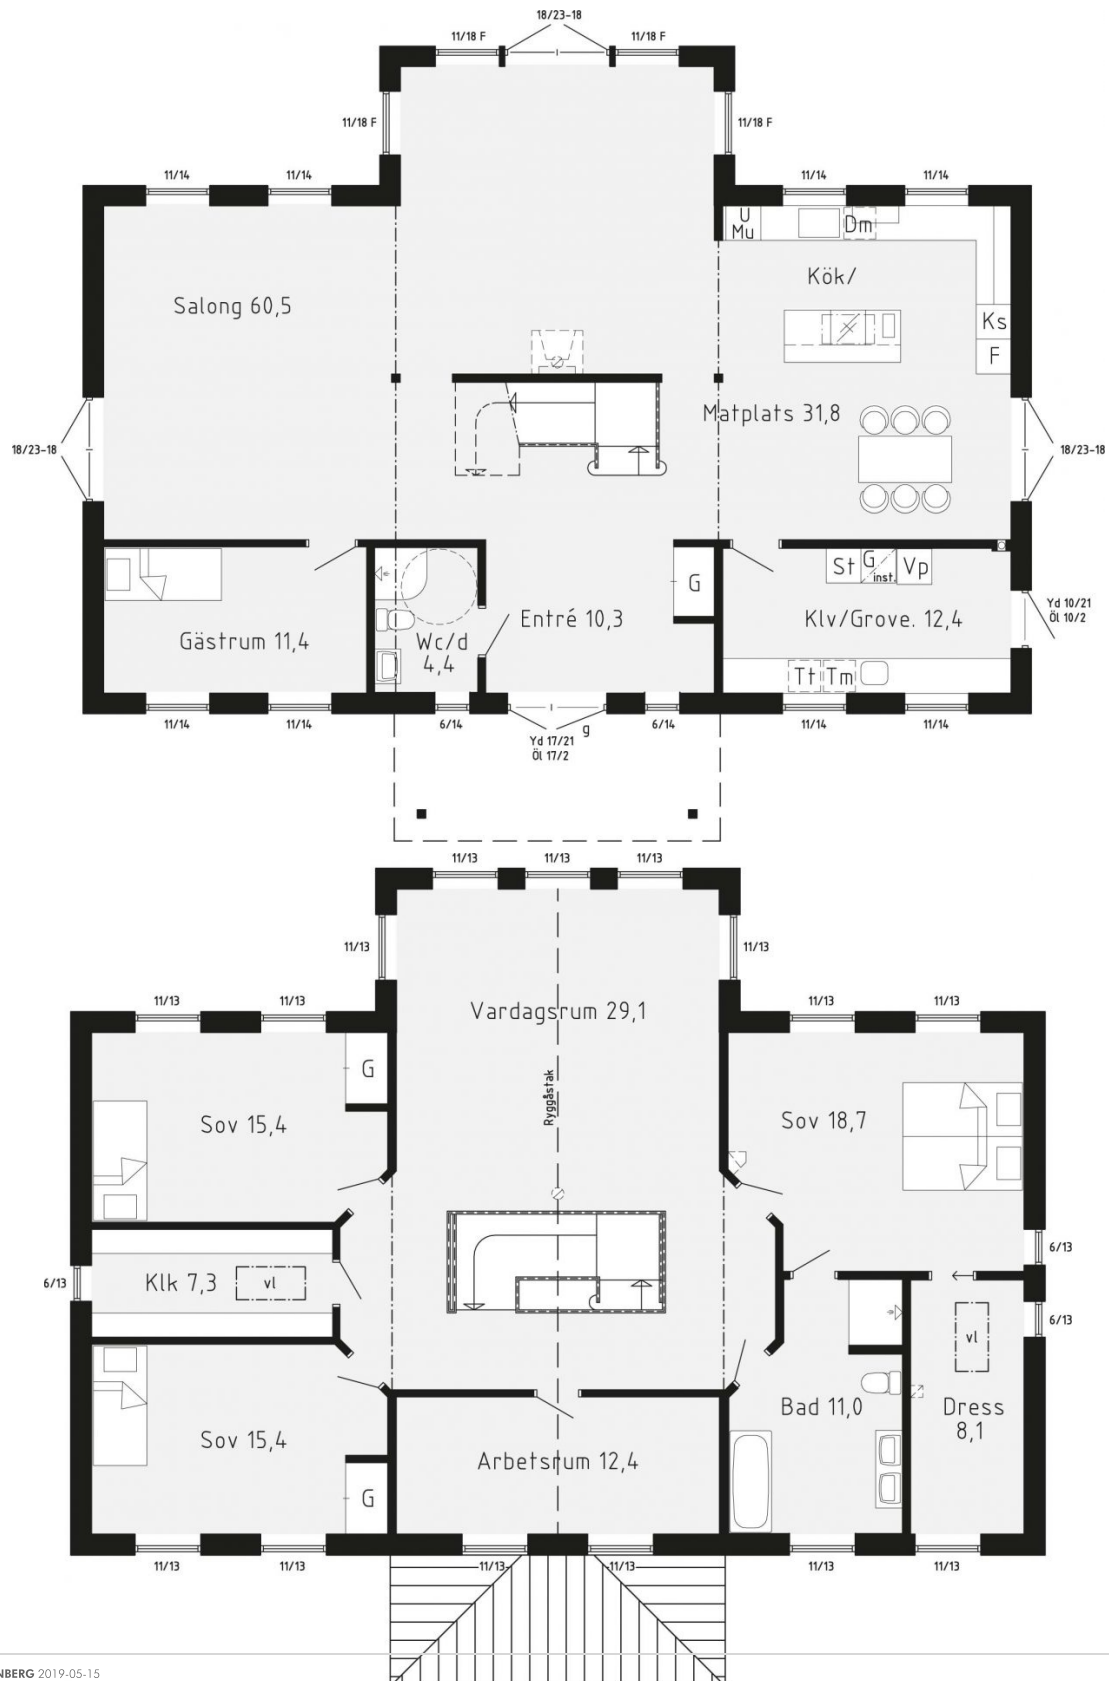 18/23-18
11/18 F
11/18 F
11/18 F
11/18 F
11/14
11/14
11/14
11/14
U
Mu
Dm
Kök/
Salong 60,5
Ks
F
Matplats 31,8
18/23-18
18/23-18
St
G
inst.
Vp
G
Yd 10/21
Öl 10/2
Entré 10,3
Klv/Grove. 12,4
Gästrum 11,4
Wc/d
4,4
Tt
Tm
11/14
11/14
6/14
6/14
11/14
11/14
g
Yd 17/21
Öl 17/2
11/13
11/13
11/13
11/13
11/13
11/13
11/13
11/13
11/13
Vardagsrum 29,1
G
Ryggåstak
Sov 15,4
Sov 18,7
6/13
Klk 7,3
vl
6/13
6/13
vl
Bad 11,0
Dress
8,1
Sov 15,4
Arbetsrum 12,4
G
11/13
11/13
11/13
11/13
11/13
11/13
NBERG 2019-05-15